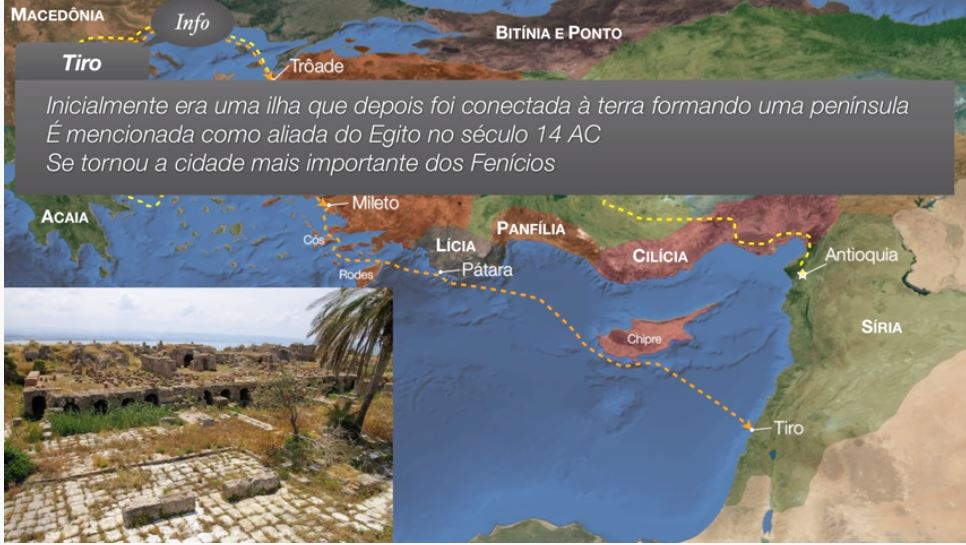 MACEDÔNIA
Info
BITÍNIA E PONTO
Tiro
Trôade
Inicialmente era uma ilha que depois foi conectada à terra formando uma península
É mencionada como aliada do Egito no século 14 AC
Se tornou a cidade mais importante dos Fenícios
Mileto
ACAIA
PANFÍLIA
Cós
LÍCIA
CILÍCIA
Antioquia
Rodes
Pátara
SÍRIA
Chipre
Tiro